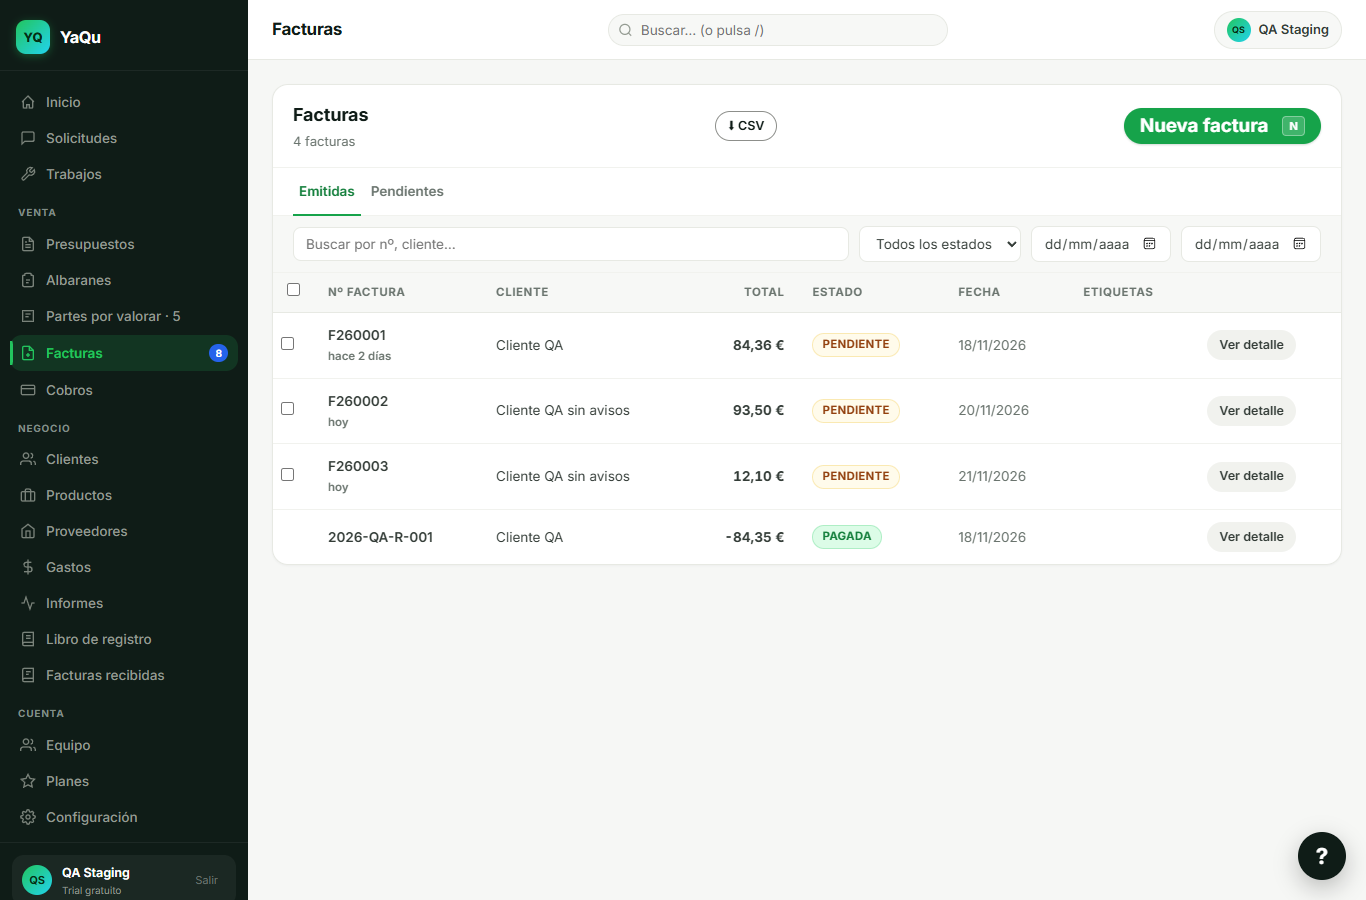 YQ YaQu
Inicio
Solicitudes
Trabajos
VENTA
Presupuestos
Albaranes
Partes por valorar · 5
Facturas 8
Cobros
NEGOCIO
Clientes
Productos
Proveedores
Gastos
Informes
Libro de registro
Facturas recibidas
CUENTA
Equipo
Planes
Configuración
QS QA Staging
Trial gratuito
Salir
Facturas
Buscar... (o pulsa /)
QS QA Staging
Facturas
4 facturas
⬇ CSV
Nueva factura N
Emitidas Pendientes
Buscar por nº, cliente...
Todos los estados
dd/mm/aaaa
dd/mm/aaaa
Nº FACTURA CLIENTE TOTAL ESTADO FECHA ETIQUETAS
F260001
hace 2 días
Cliente QA 84,36 € PENDIENTE 18/11/2026 Ver detalle
F260002
hoy
Cliente QA sin avisos 93,50 € PENDIENTE 20/11/2026 Ver detalle
F260003
hoy
Cliente QA sin avisos 12,10 € PENDIENTE 21/11/2026 Ver detalle
2026-QA-R-001 Cliente QA -84,35 € PAGADA 18/11/2026 Ver detalle
?